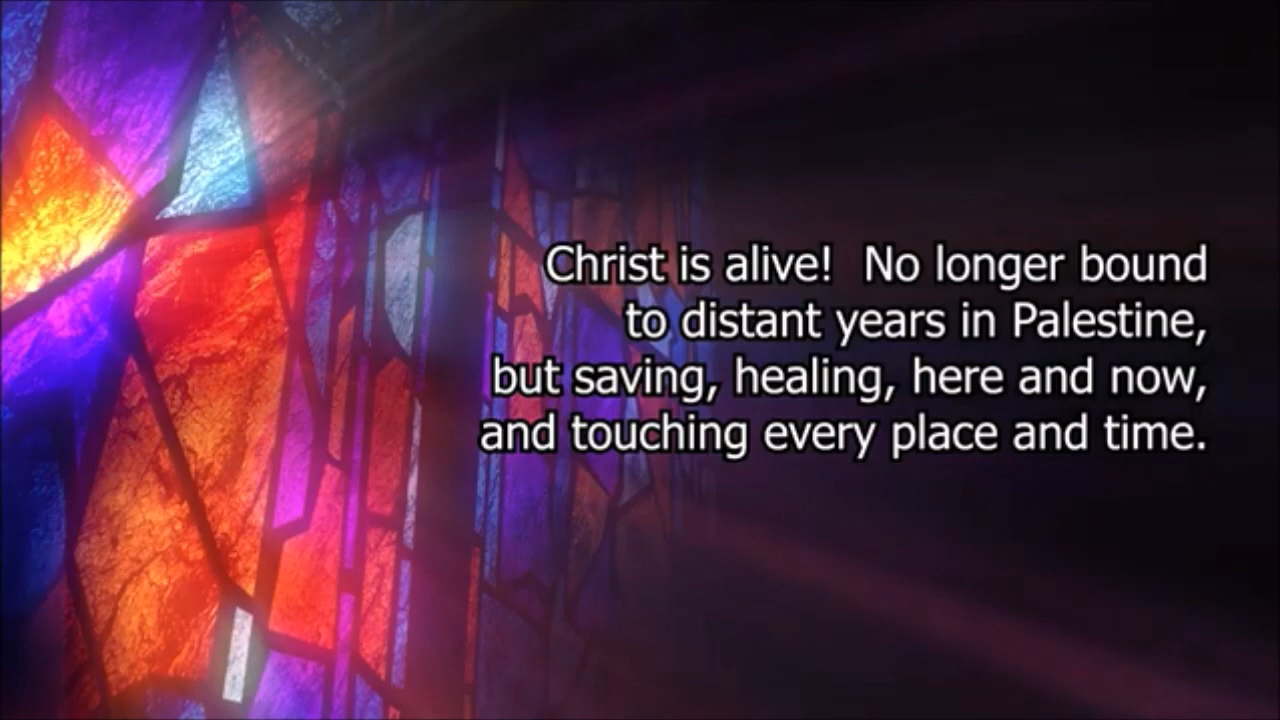 Christ is alive!  No longer bound
to distant years in Palestine,
but saving, healing, here and now,
and touching every place and time.